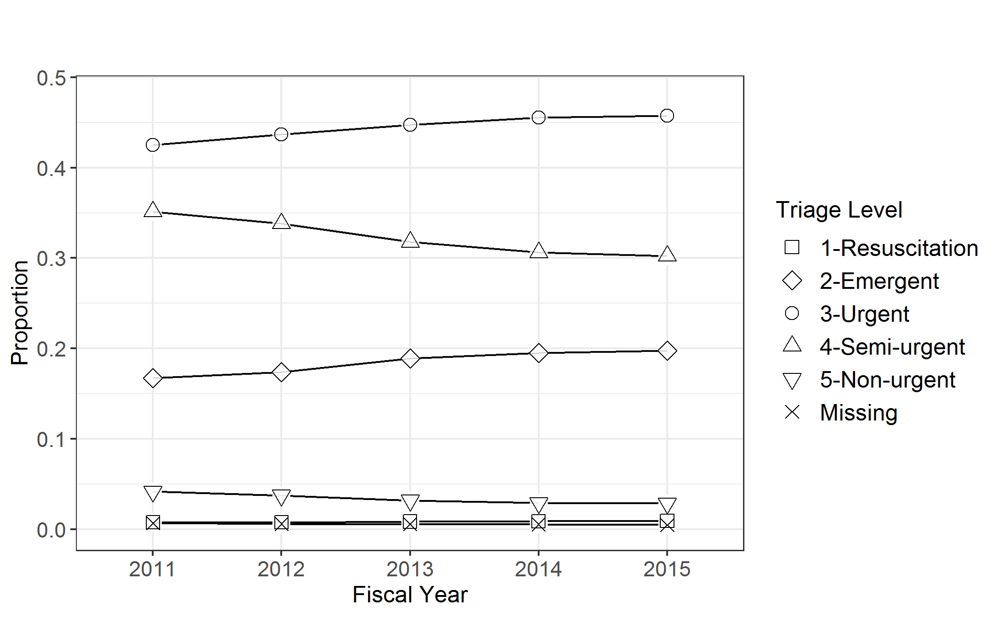 0.5
0.4
0.3
0.2
0.1
0.0
Proportion
2011 2012 2013 2014 2015
Fiscal Year
Triage Level
1-Resuscitation
2-Emergent
3-Urgent
4-Semi-urgent
5-Non-urgent
Missing